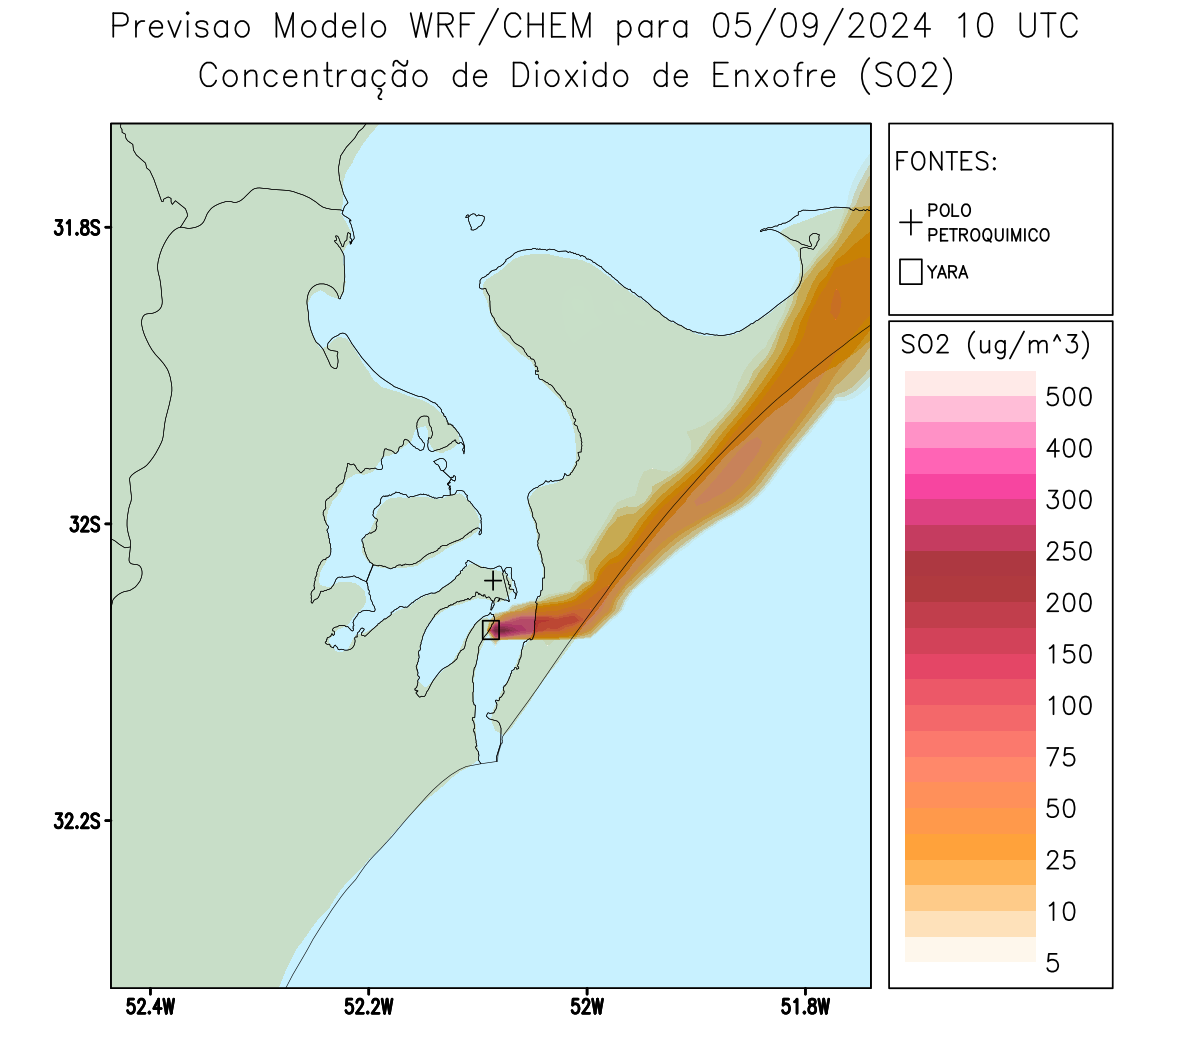 Previsao Modelo WRF/CHEM para 05/09/2024 10 UTC
Concentração de Dioxido de Enxofre (SO2)
FONTES:
POLO
PETROQUIMICO
YARA
SO2 (ug/m^3)
500
400
300
250
200
150
100
75
50
25
10
5
31.8S
32S
32.2S
52.4W
52.2W
52W
51.8W